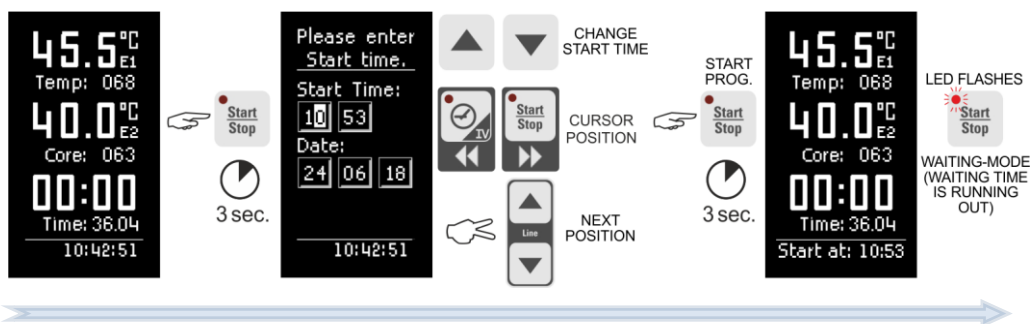 45.5°C
E1
Temp: 068
40.0°C
E2
Core: 063
00:00
Time: 36.04
10:42:51
Start
Stop
3 sec.
Please enter
Start time.
Start Time:
10 53
Date:
24 06 18
10:42:51
CHANGE
START TIME
IV
Start
Stop
CURSOR
POSITION
Line
NEXT
POSITION
START
PROG.
Start
Stop
3 sec.
45.5°C
E1
Temp: 068
40.0°C
E2
Core: 063
00:00
Time: 36.04
Start at: 10:53
LED FLASHES
Start
Stop
WAITING-MODE
(WAITING TIME
IS RUNNING
OUT)